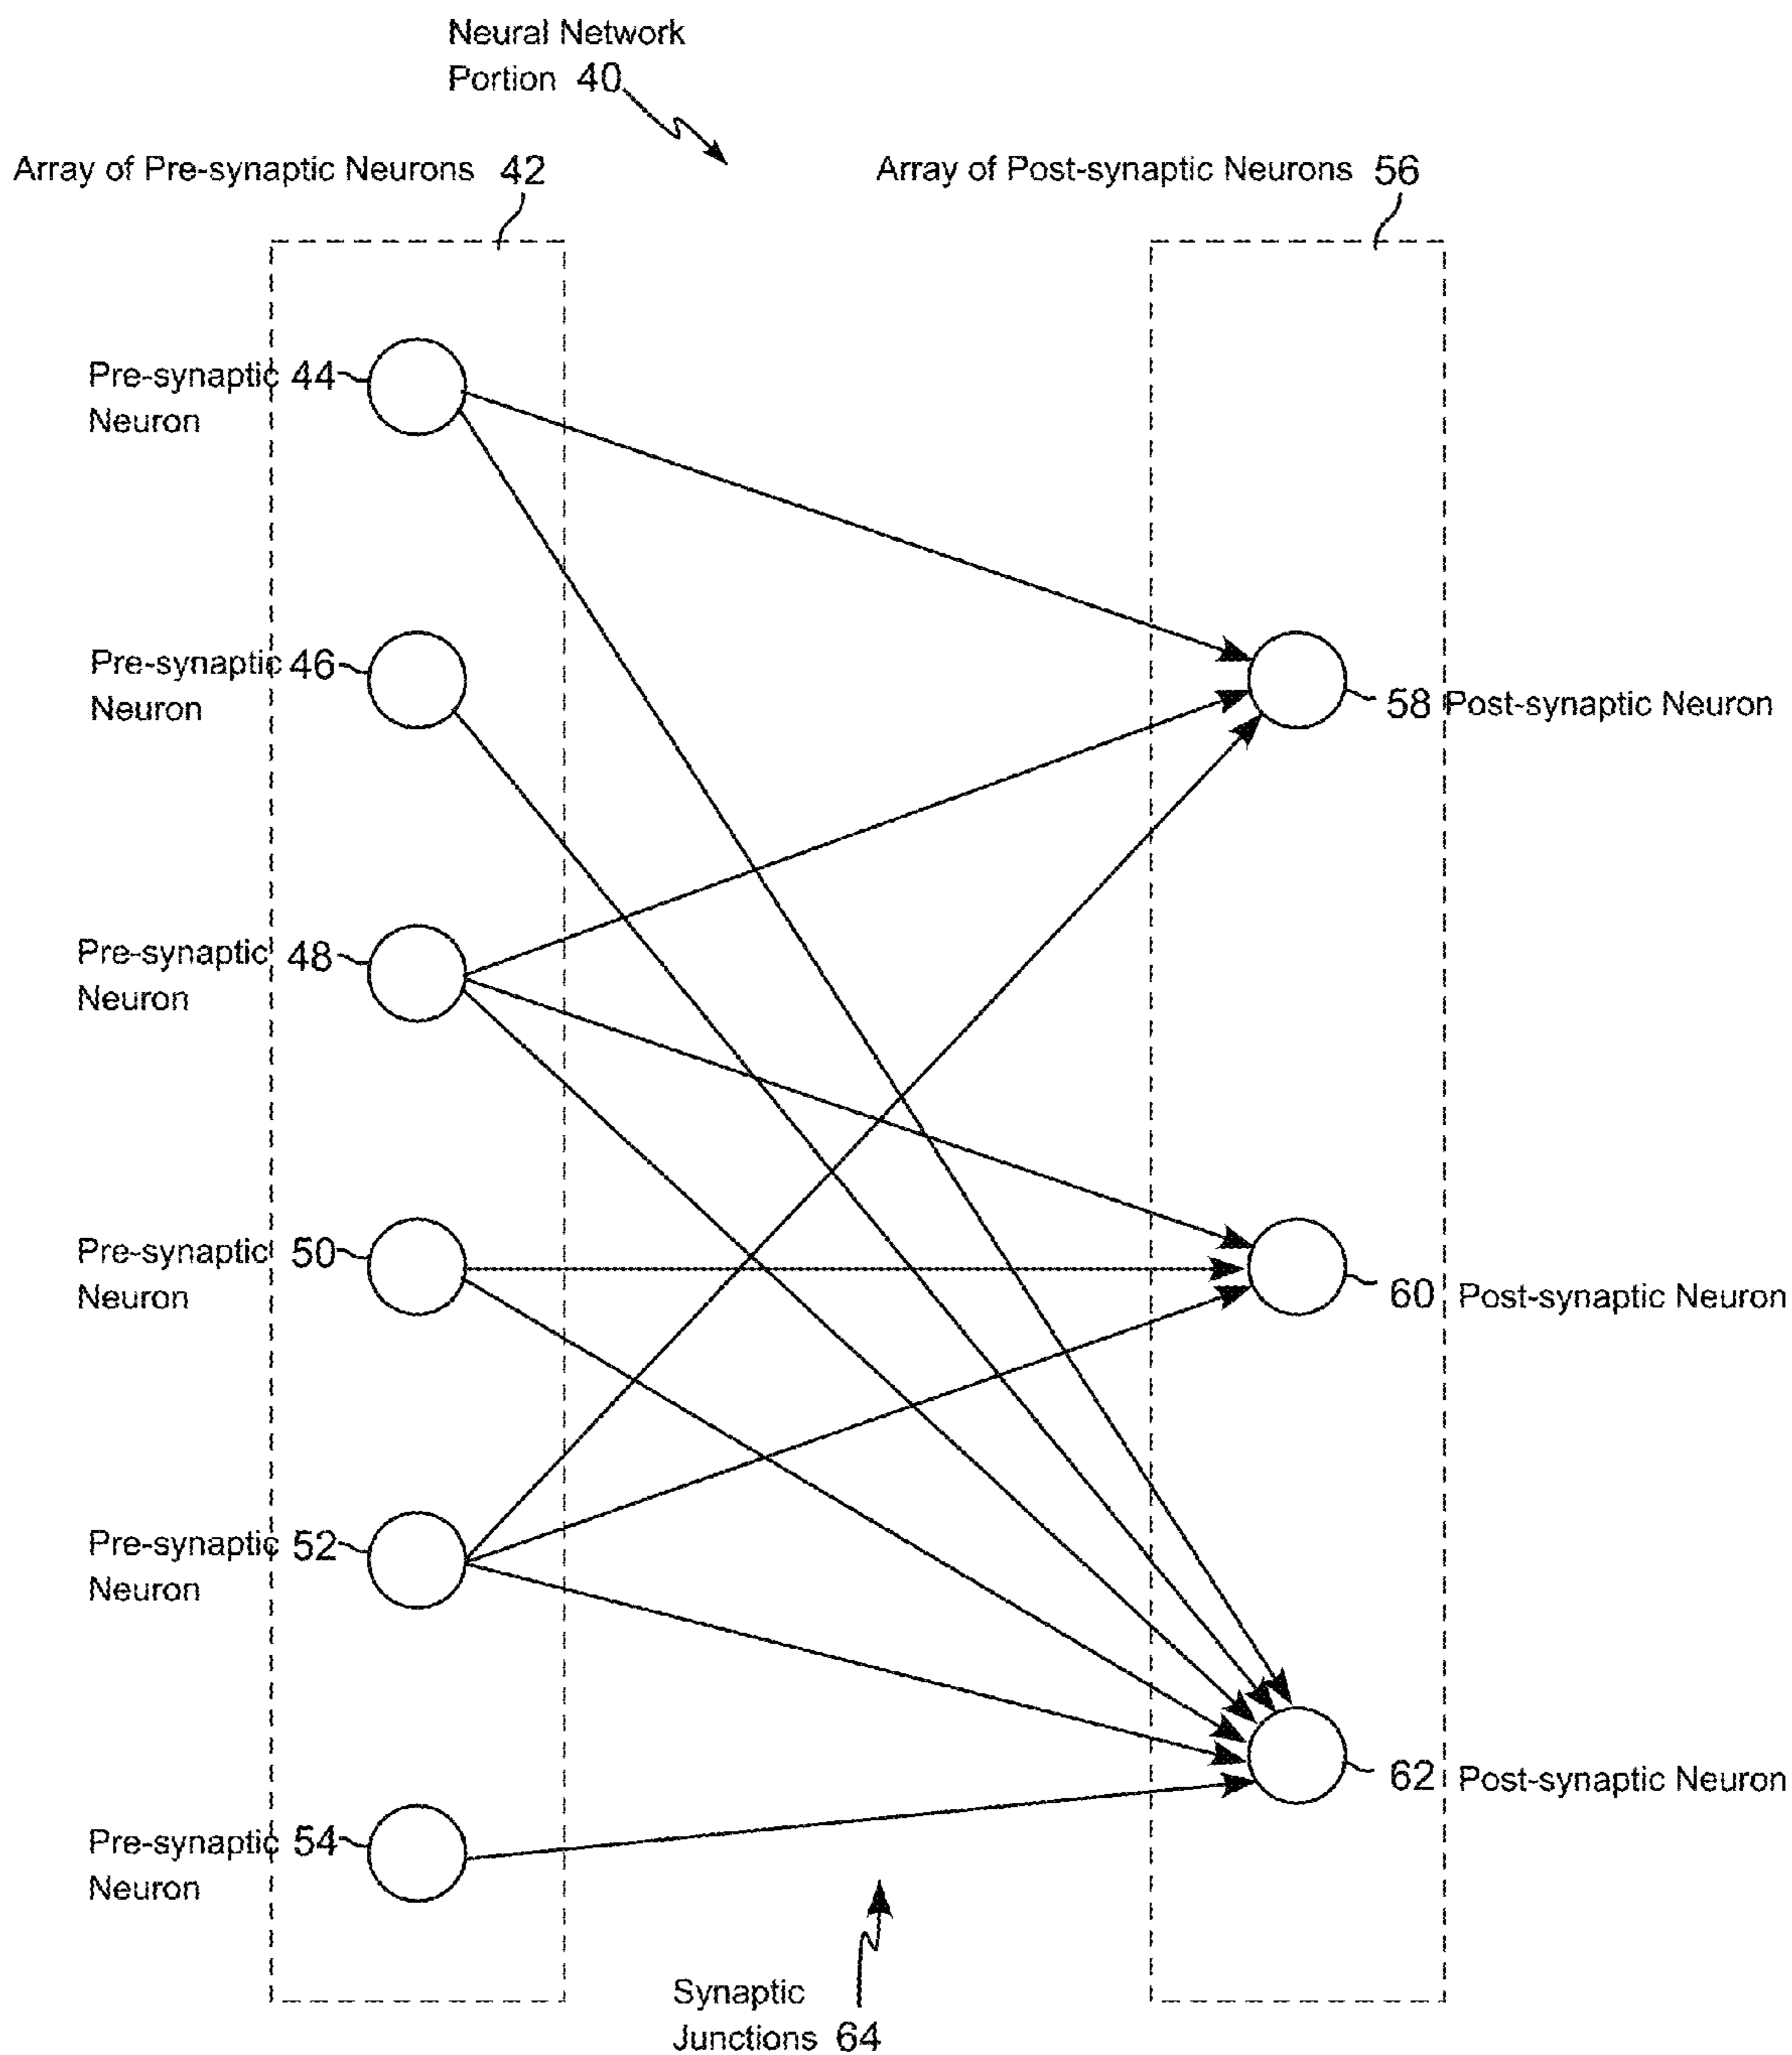 Neural Network
Portion 40
Array of Pre-synaptic Neurons 42
Array of Post-synaptic Neurons 56
Pre-synaptic 44
Neuron
Pre-synaptic 46
Neuron
58 Post-synaptic Neuron
Pre-synaptic 48
Neuron
Pre-synaptic 50
Neuron
60 Post-synaptic Neuron
Pre-synaptic 52
Neuron
62 Post-synaptic Neuron
Pre-synaptic 54
Neuron
Synaptic
Junctions 64